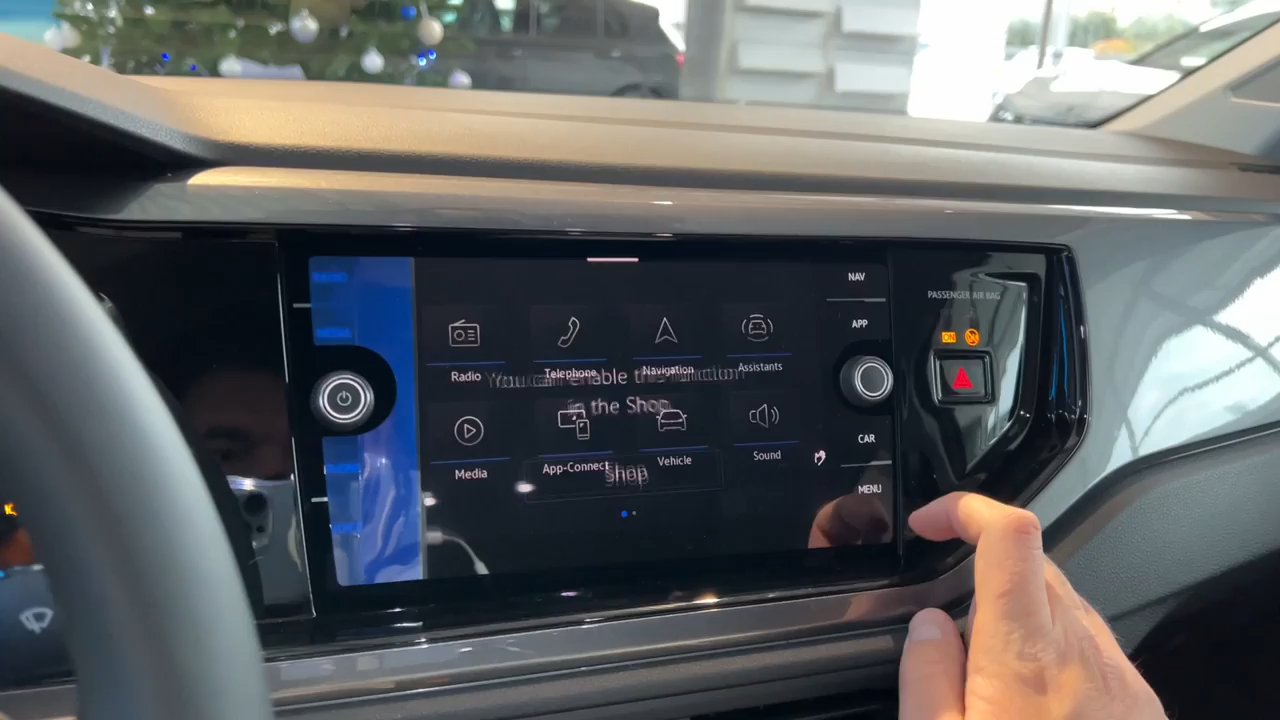 NAV
PASSENGER AIR BAG
APP
ON
Radio
Telephone
Navigation
Assistants
You can enable this function
in the Shop.
CAR
Media
App-Connect
Vehicle
Sound
Shop
MENU